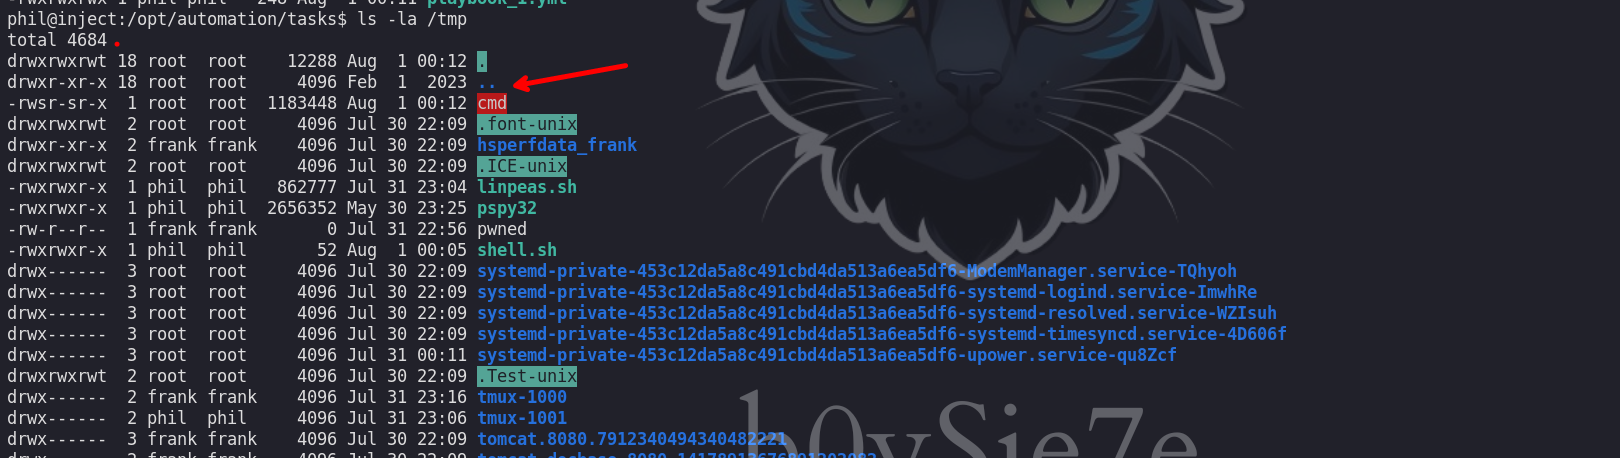 -rwxrwxr-x 1 phil phil 248 Aug  1 00:11 playbook_1.yml
phil@inject:/opt/automation/tasks$ ls -la /tmp
total 4684
drwxrwxrwt 18 root  root    12288 Aug  1 00:12 .
drwxr-xr-x 18 root  root     4096 Feb  1  2023 ..
-rwsr-sr-x  1 root  root  1183448 Aug  1 00:12 cmd
drwxrwxrwt  2 root  root     4096 Jul 30 22:09 .font-unix
drwxr-xr-x  2 frank frank    4096 Jul 30 22:09 hsperfdata_frank
drwxrwxrwt  2 root  root     4096 Jul 30 22:09 .ICE-unix
-rwxrwxr-x  1 phil  phil   862777 Jul 31 23:04 linpeas.sh
-rwxrwxr-x  1 phil  phil  2656352 May 30 23:25 pspy32
-rw-r--r--  1 frank frank       0 Jul 31 22:56 pwned
-rwxrwxr-x  1 phil  phil       52 Aug  1 00:05 shell.sh
drwx------  3 root  root     4096 Jul 30 22:09 systemd-private-453c12da5a8c491cbd4da513a6ea5df6-ModemManager.service-TQhyoh
drwx------  3 root  root     4096 Jul 30 22:09 systemd-private-453c12da5a8c491cbd4da513a6ea5df6-systemd-logind.service-ImwhRe
drwx------  3 root  root     4096 Jul 30 22:09 systemd-private-453c12da5a8c491cbd4da513a6ea5df6-systemd-resolved.service-WZIsuh
drwx------  3 root  root     4096 Jul 30 22:09 systemd-private-453c12da5a8c491cbd4da513a6ea5df6-systemd-timesyncd.service-4D606f
drwx------  3 root  root     4096 Jul 31 00:11 systemd-private-453c12da5a8c491cbd4da513a6ea5df6-upower.service-qu8Zcf
drwxrwxrwt  2 root  root     4096 Jul 30 22:09 .Test-unix
drwx------  2 frank frank    4096 Jul 31 23:16 tmux-1000
drwx------  2 phil  phil     4096 Jul 31 23:06 tmux-1001
drwx------  3 frank frank    4096 Jul 30 22:09 tomcat.8080.7912340494340482221
drwx------  2 frank frank    4096 Jul 30 22:09
h0ySie7e